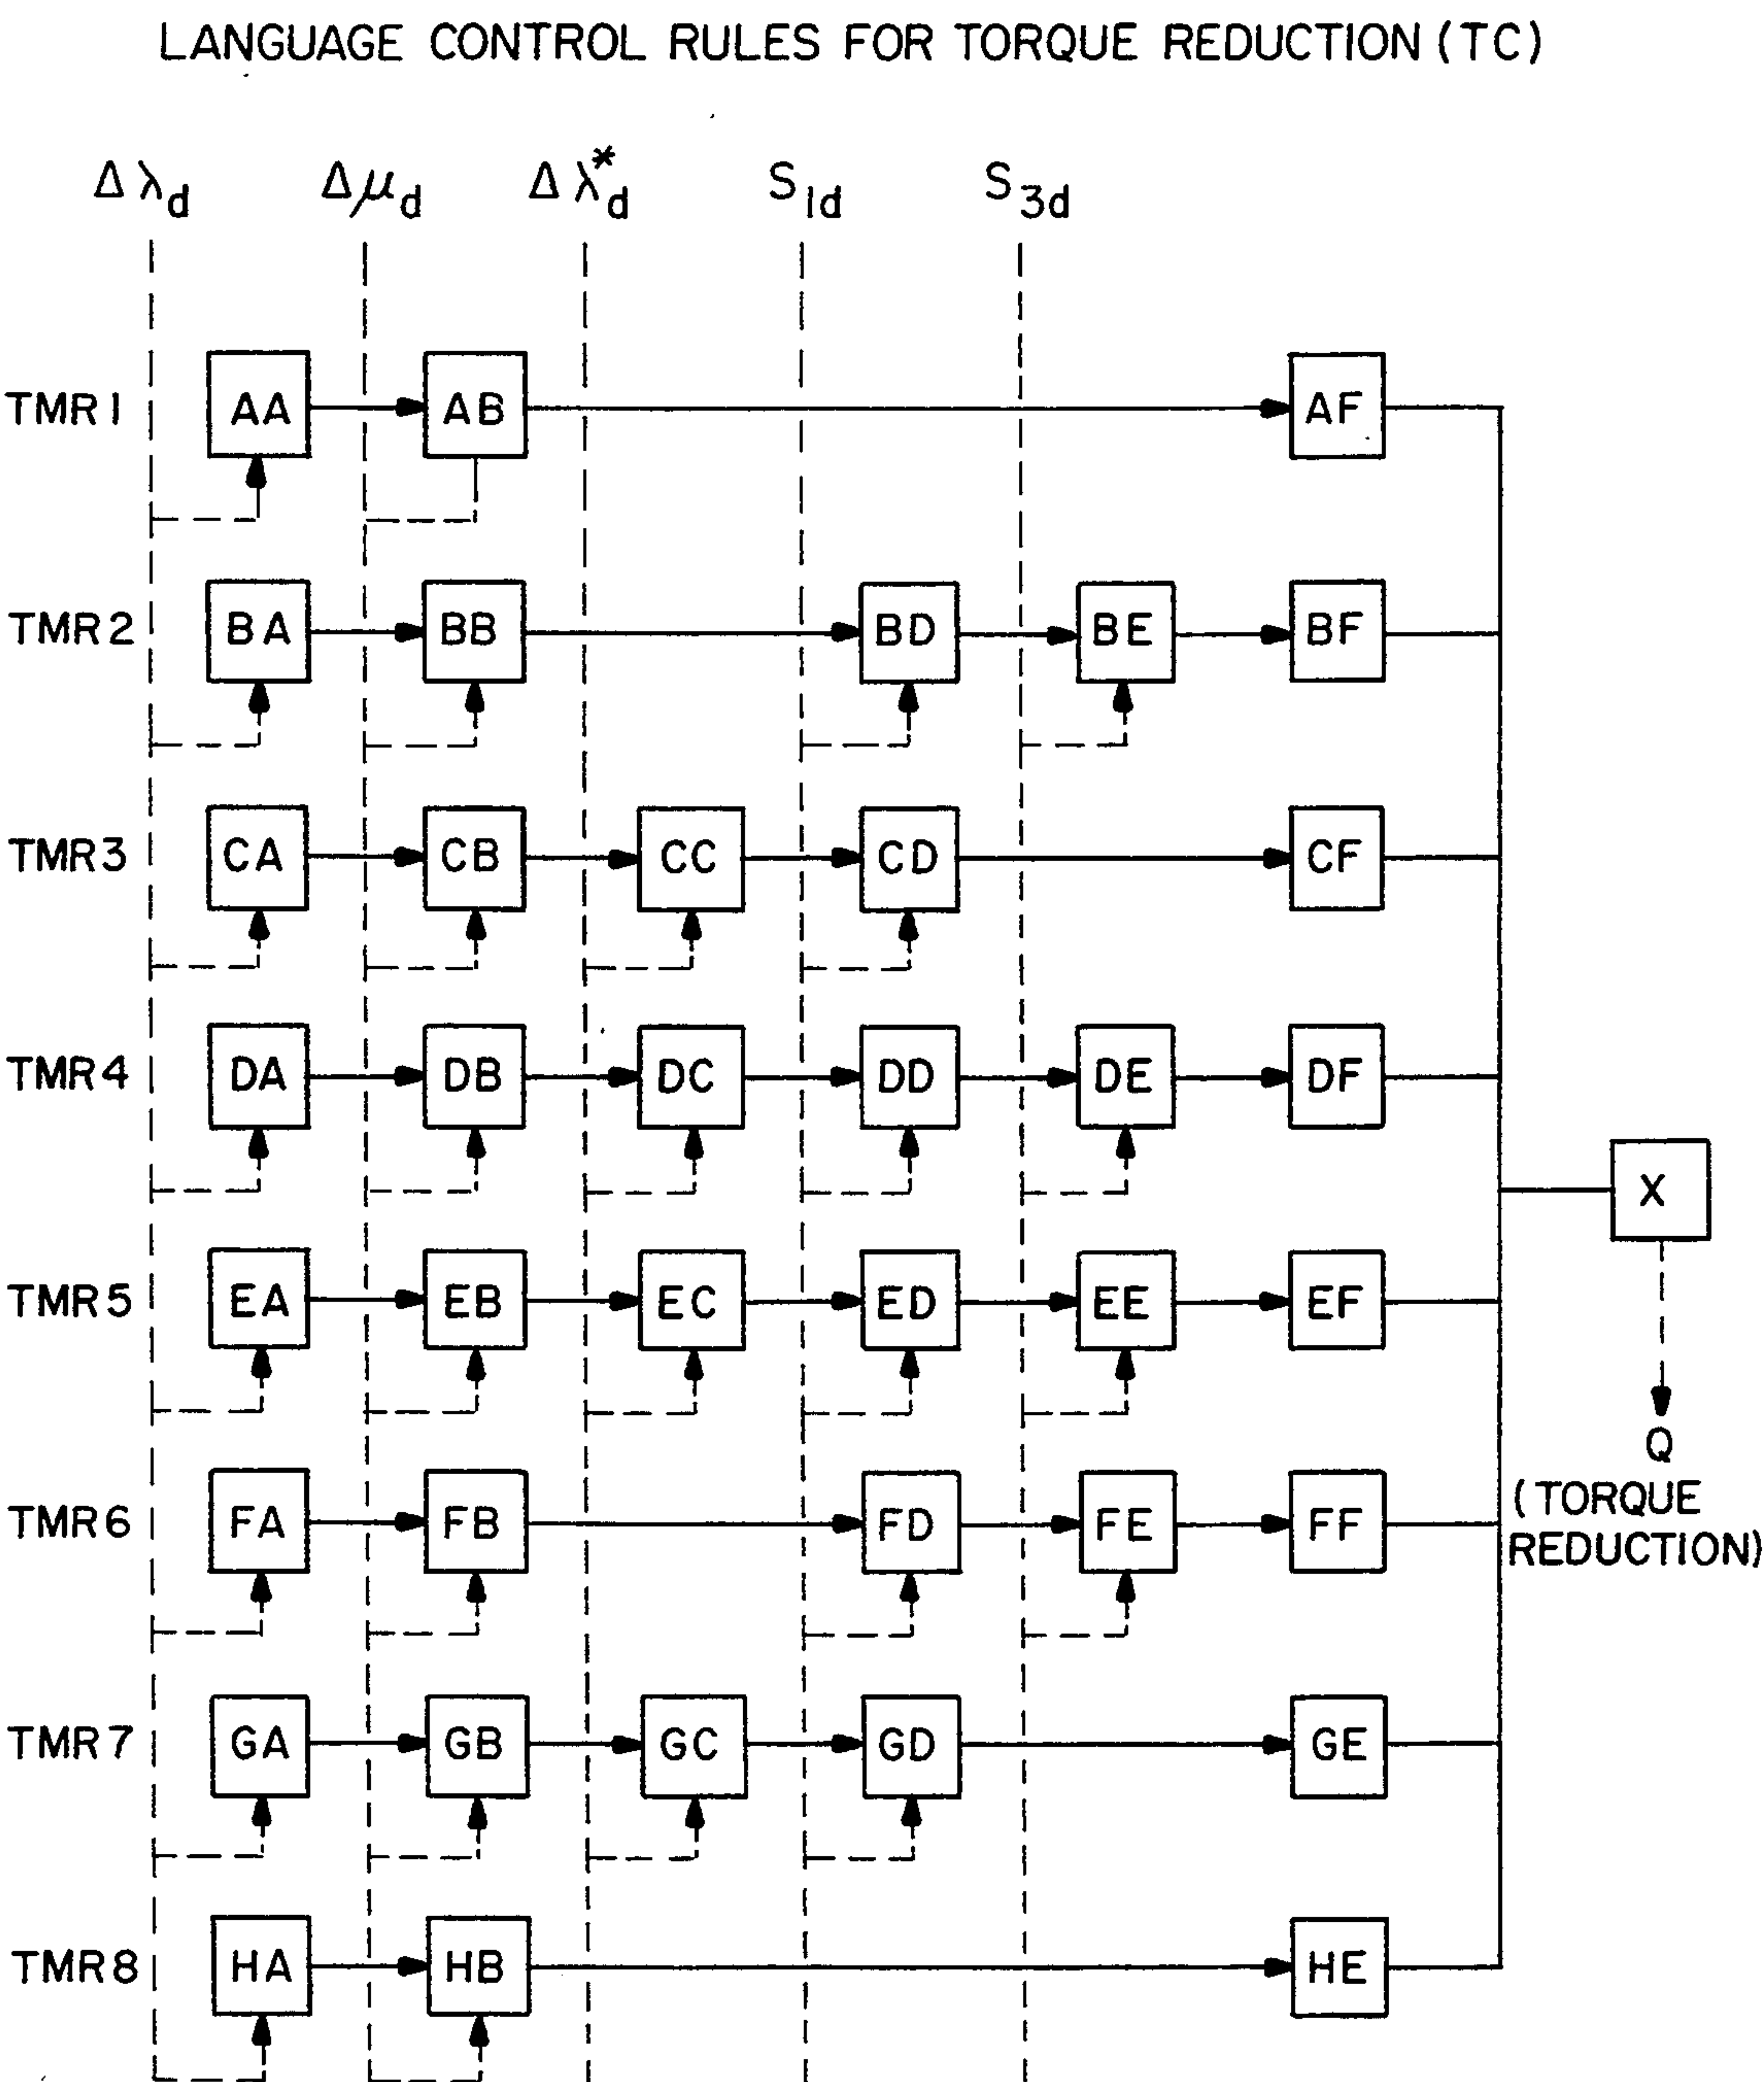 LANGUAGE CONTROL RULES FOR TORQUE REDUCTION (TC)
Δλd Δμd Δλ*d S1d S3d
TMR1 AA AB AF
TMR2 BA BB BD BE BF
TMR3 CA CB CC CD CF
TMR4 DA DB DC DD DE DF
X
TMR5 EA EB EC ED EE EF
Q
(TORQUE
REDUCTION)
TMR6 FA FB FD FE FF
TMR7 GA GB GC GD GE
TMR8 HA HB HE